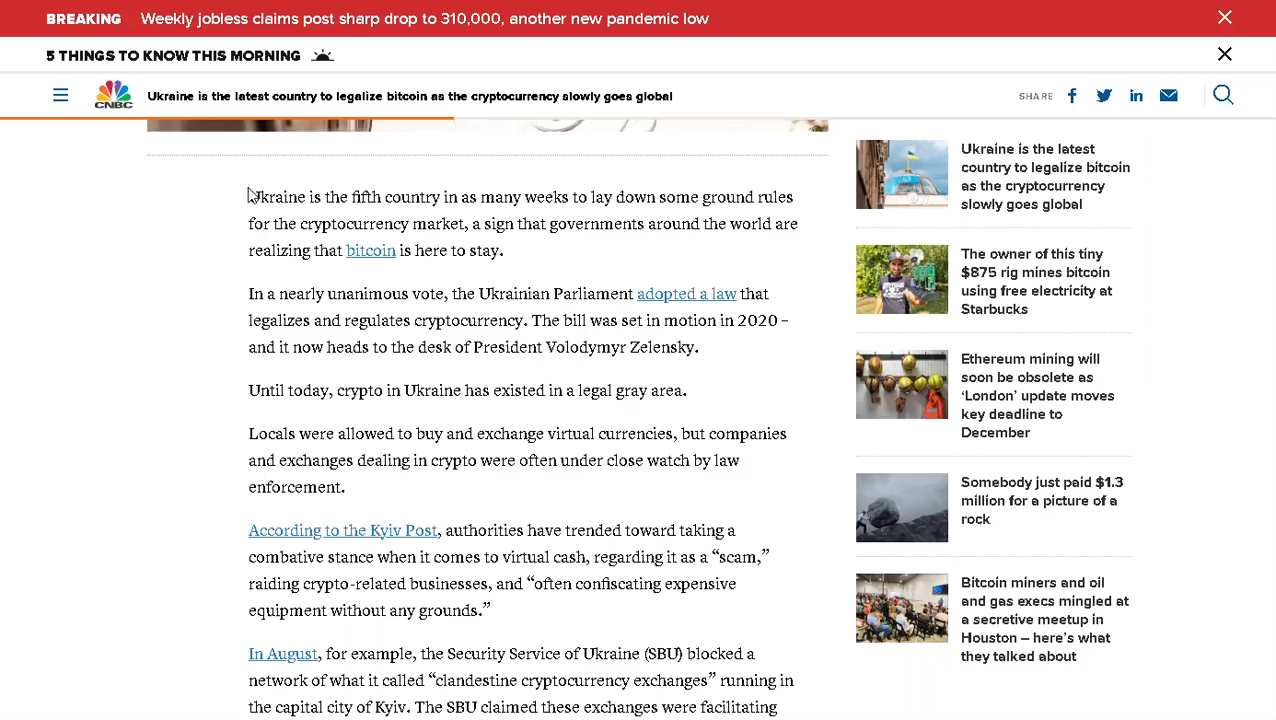 BREAKING Weekly jobless claims post sharp drop to 310,000, another new pandemic low
5 THINGS TO KNOW THIS MORNING
CNBC
Ukraine is the latest country to legalize bitcoin as the cryptocurrency slowly goes global
SHARE
Ukraine is the fifth country in as many weeks to lay down some ground rules
for the cryptocurrency market, a sign that governments around the world are
realizing that bitcoin is here to stay.
In a nearly unanimous vote, the Ukrainian Parliament adopted a law that
legalizes and regulates cryptocurrency. The bill was set in motion in 2020 –
and it now heads to the desk of President Volodymyr Zelensky.
Until today, crypto in Ukraine has existed in a legal gray area.
Locals were allowed to buy and exchange virtual currencies, but companies
and exchanges dealing in crypto were often under close watch by law
enforcement.
According to the Kyiv Post, authorities have trended toward taking a
combative stance when it comes to virtual cash, regarding it as a “scam,”
raiding crypto-related businesses, and “often confiscating expensive
equipment without any grounds.”
In August, for example, the Security Service of Ukraine (SBU) blocked a
network of what it called “clandestine cryptocurrency exchanges” running in
the capital city of Kyiv. The SBU claimed these exchanges were facilitating
Ukraine is the latest
country to legalize bitcoin
as the cryptocurrency
slowly goes global
The owner of this tiny
$875 rig mines bitcoin
using free electricity at
Starbucks
Ethereum mining will
soon be obsolete as
‘London’ update moves
key deadline to
December
Somebody just paid $1.3
million for a picture of a
rock
Bitcoin miners and oil
and gas execs mingled at
a secretive meetup in
Houston – here’s what
they talked about